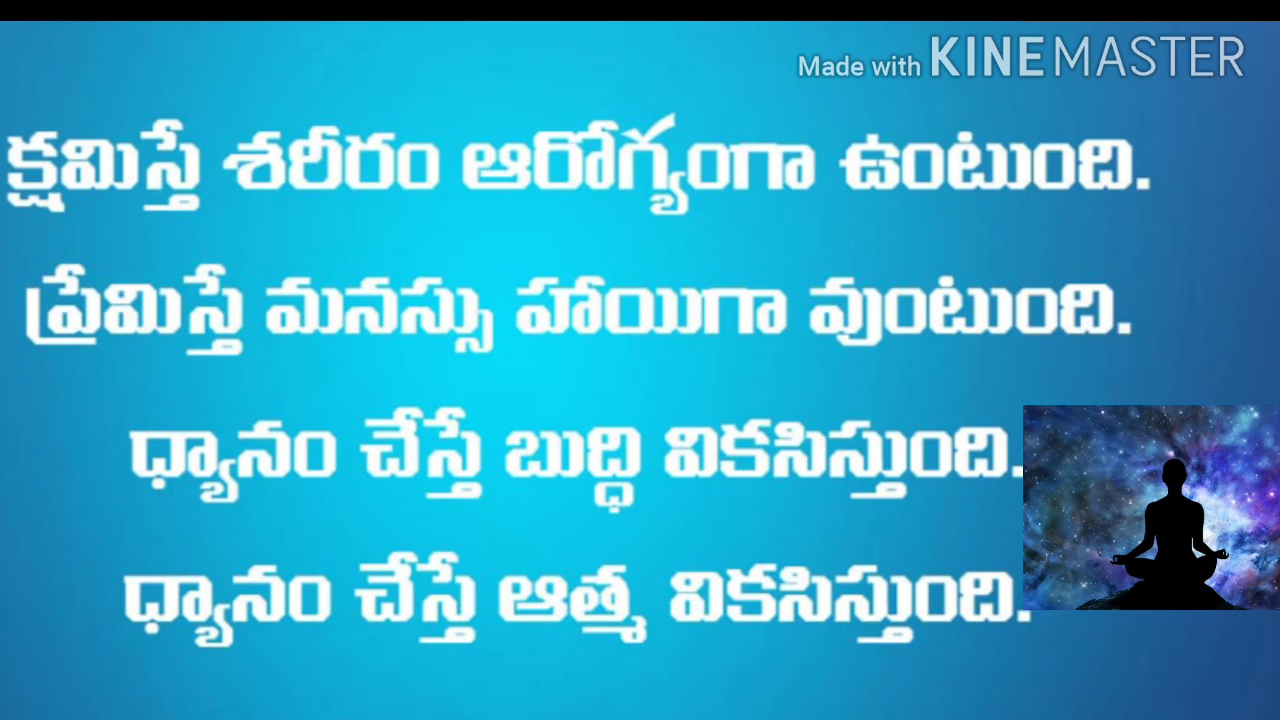 Made with KINEMASTER
క్షమిస్తే శరీరం ఆరోగ్యంగా ఉంటుంది.
ప్రేమిస్తే మనస్సు హాయిగా వుంటుంది.
ధ్యానం చేస్తే బుద్ధి వికసిస్తుంది.
ధ్యానం చేస్తే ఆత్మ వికసిస్తుంది.